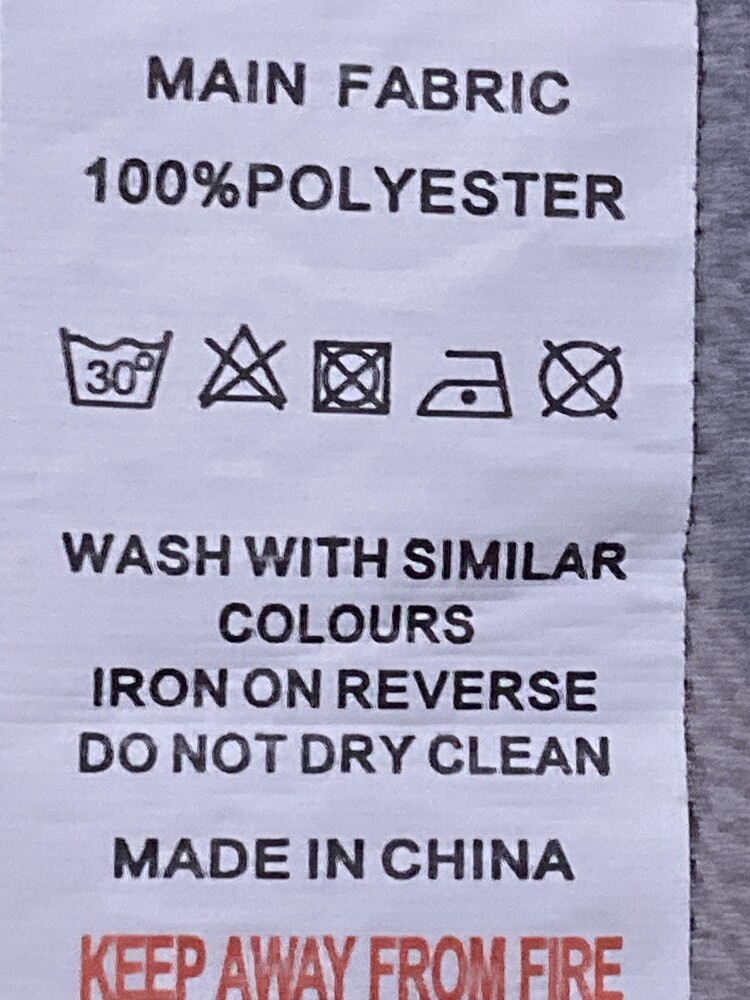 MAIN FABRIC
100%POLYESTER
30°
WASH WITH SIMILAR
COLOURS
IRON ON REVERSE
DO NOT DRY CLEAN
MADE IN CHINA
KEEP AWAY FROM FIRE